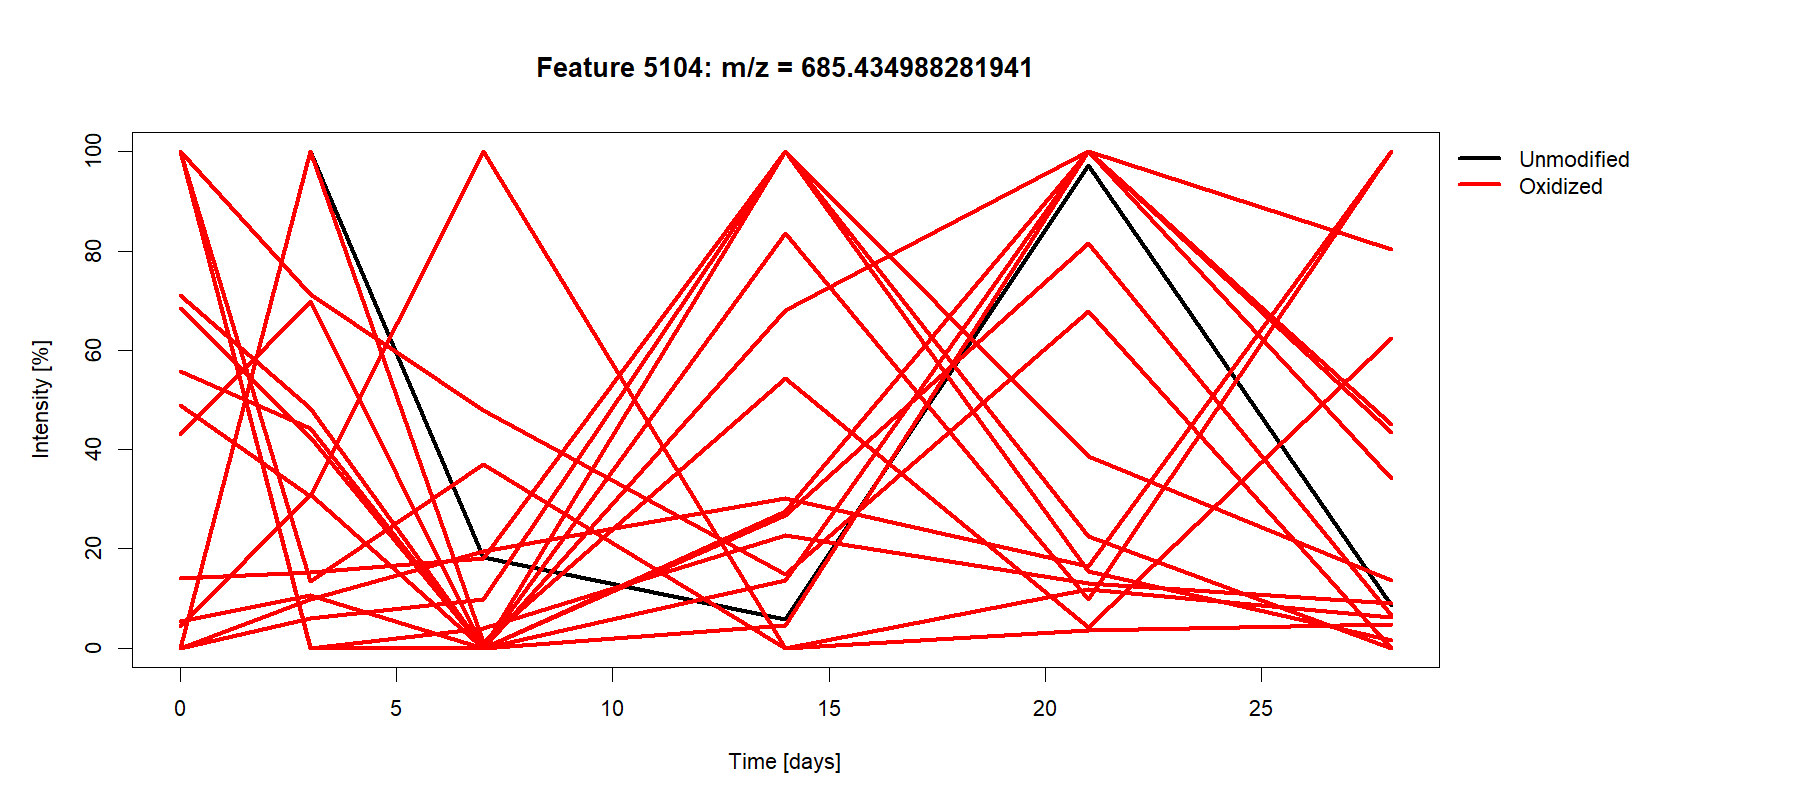 Feature 5104: m/z = 685.434988281941
Unmodified
Oxidized
Intensity [%]
100
80
60
40
20
0
0 5 10 15 20 25
Time [days]